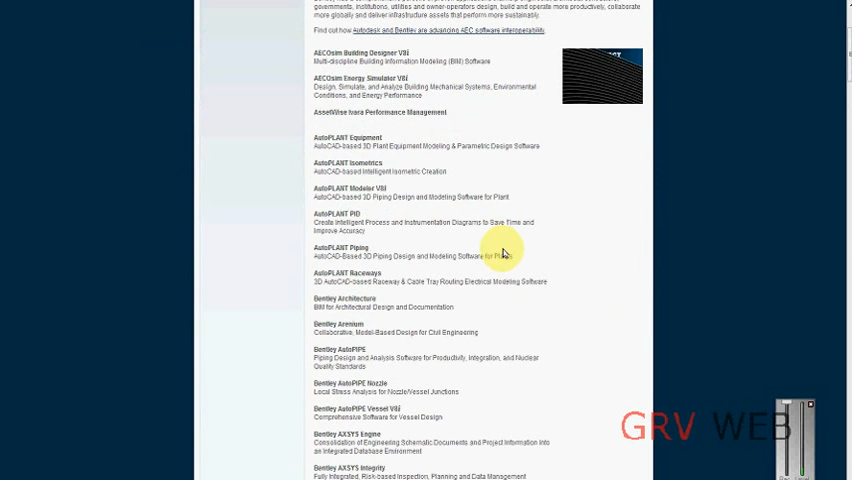 governments, institutions, utilities and owner-operators design, build and operate more productively, collaborate
more globally and deliver infrastructure assets that perform more sustainably.
Find out how Autodesk and Bentley are advancing AEC software interoperability.
AECOsim Building Designer V8i
Multi-discipline Building Information Modeling (BIM) Software
AECOsim Energy Simulator V8i
Design, Simulate, and Analyze Building Mechanical Systems, Environmental
Conditions, and Energy Performance
AssetWise Ivara Performance Management
AutoPLANT Equipment
AutoCAD-based 3D Plant Equipment Modeling & Parametric Design Software
AutoPLANT Isometrics
AutoCAD-based Intelligent Isometric Creation
AutoPLANT Modeler V8i
AutoCAD-based 3D Piping Design and Modeling Software for Plant
AutoPLANT PID
Create Intelligent Process and Instrumentation Diagrams to Save Time and
Improve Accuracy
AutoPLANT Piping
AutoCAD-Based 3D Piping Design and Modeling Software for Plants
AutoPLANT Raceways
3D AutoCAD-based Raceway & Cable Tray Routing Electrical Modeling Software
Bentley Architecture
BIM for Architectural Design and Documentation
Bentley Arenium
Collaborative, Model-Based Design for Civil Engineering
Bentley AutoPIPE
Piping Design and Analysis Software for Productivity, Integration, and Nuclear
Quality Standards
Bentley AutoPIPE Nozzle
Local Stress Analysis for Nozzle/Vessel Junctions
Bentley AutoPIPE Vessel V8i
Comprehensive Software for Vessel Design
Bentley AXSYS Engine
Consolidation of Engineering Schematic Documents and Project Information Into
an Integrated Database Environment
Bentley AXSYS Integrity
Fully Integrated, Risk-based Inspection, Planning and Data Management
GRV WEB